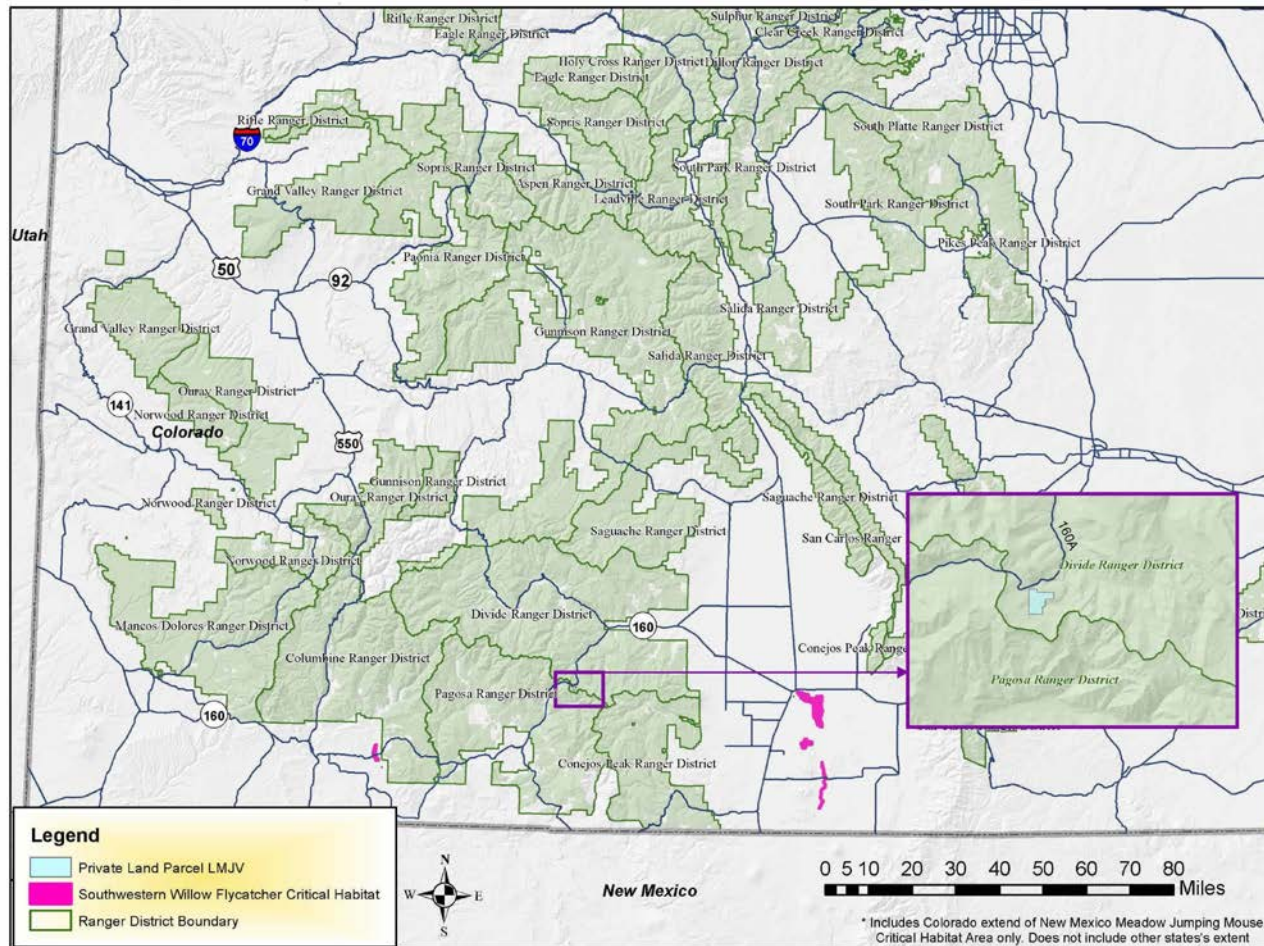 Rifle Ranger District
Eagle Ranger District
Sulphur Ranger District
Clear Creek Ranger District
Holy Cross Ranger District
Dillon Ranger District
Eagle Ranger District
Rifle Ranger District
70
Sopris Ranger District
South Platte Ranger District
Sopris Ranger District
South Park Ranger District
Aspen Ranger District
Grand Valley Ranger District
Leadville Ranger District
South Park Ranger District
Utah
Pikes Peak Ranger District
50
92
Paonia Ranger District
Salida Ranger District
Grand Valley Ranger District
Gunnison Ranger District
Salida Ranger District
Ouray Ranger District
141
Norwood Ranger District
Colorado
550
Gunnison Ranger District
Ouray Ranger District
Norwood Ranger District
Saguache Ranger District
Saguache Ranger District
San Carlos Ranger
160A
Norwood Ranger District
Divide Ranger District
Divide Ranger District
Mancos Dolores Ranger District
160
Columbine Ranger District
Conejos Peak Range
Pagosa Ranger District
Pagosa Ranger District
160
Conejos Peak Ranger District
Legend
Private Land Parcel LMJV
Southwestern Willow Flycatcher Critical Habitat
Ranger District Boundary
N
W E
S
New Mexico
0 5 10 20 30 40 50 60 70 80
Miles
* Includes Colorado extend of New Mexico Meadow Jumping Mouse
Critical Habitat Area only. Does not include other states's extent